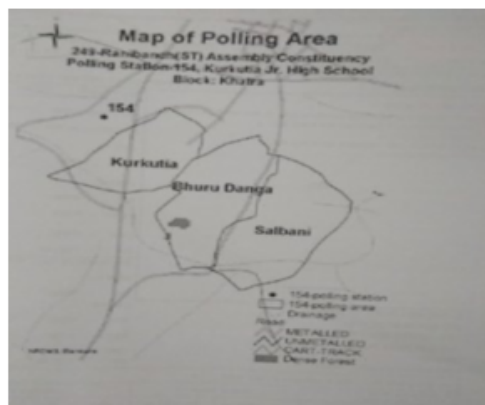 Map of Polling Area
249-Ranibandh(ST) Assembly Constituency
Polling Station-154, Kurkutia Jr. High School
Block: Khatra
154
Kurkutia
Bhuru Danga
Salbani
154-polling station
154-polling area
Drainage
Road
METALLED
UNMETALLED
CART-TRACK
Dense Forest